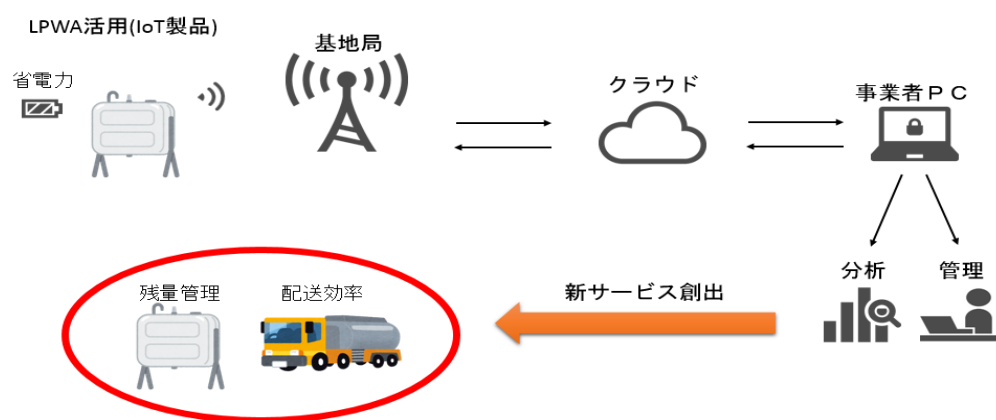 LPWA活用(IoT製品)
基地局
省電力
クラウド
事業者ＰＣ
分析
管理
残量管理
配送効率
新サービス創出